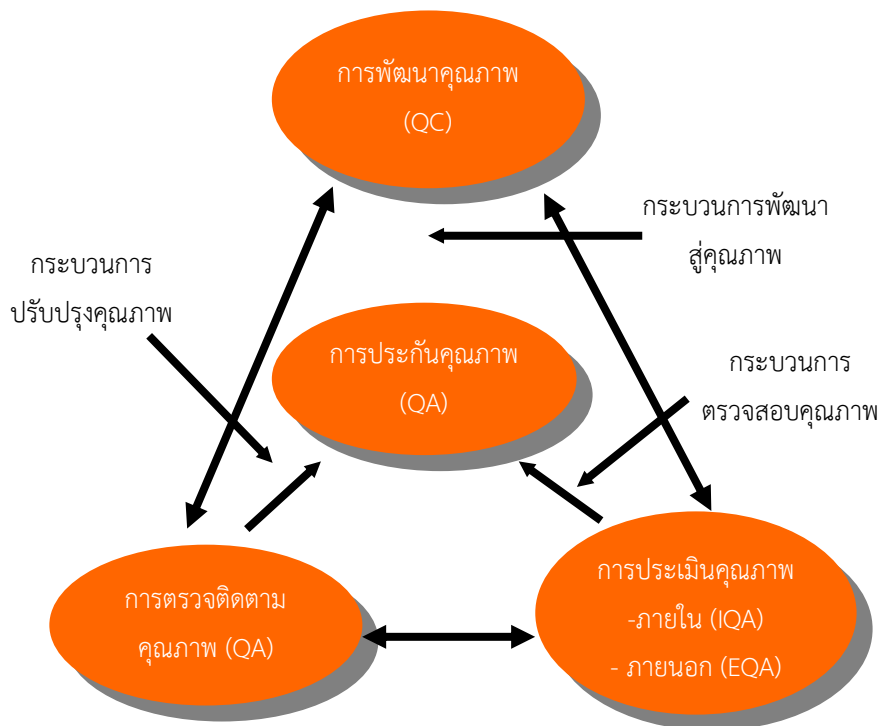 การพัฒนาคุณภาพ
(QC)
กระบวนการพัฒนา
สู่คุณภาพ
กระบวนการ
ปรับปรุงคุณภาพ
การประกันคุณภาพ
(QA)
กระบวนการ
ตรวจสอบคุณภาพ
การตรวจติดตาม
คุณภาพ (QA)
การประเมินคุณภาพ
-ภายใน (IQA)
- ภายนอก (EQA)